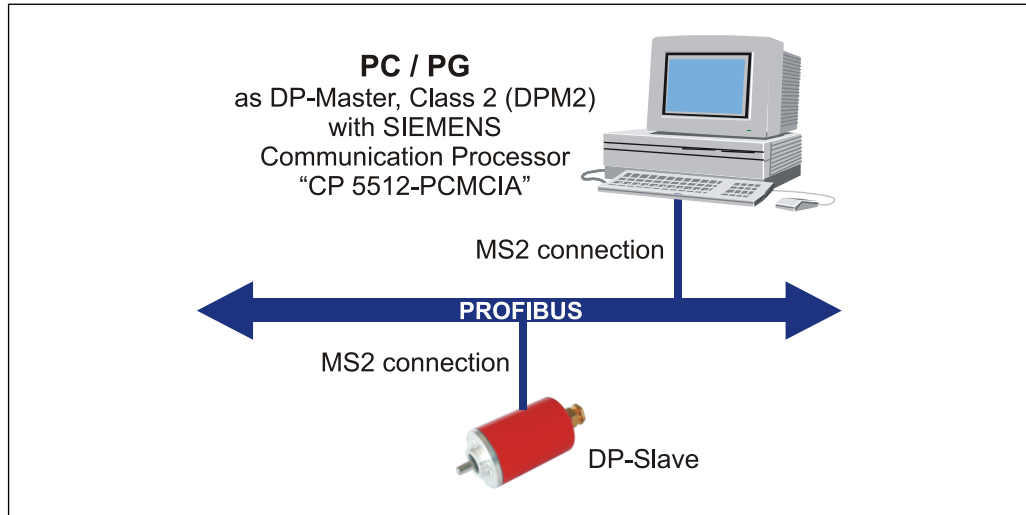 PC / PG
as DP-Master, Class 2 (DPM2)
with SIEMENS
Communication Processor
“CP 5512-PCMCIA”
MS2 connection
PROFIBUS
MS2 connection
DP-Slave